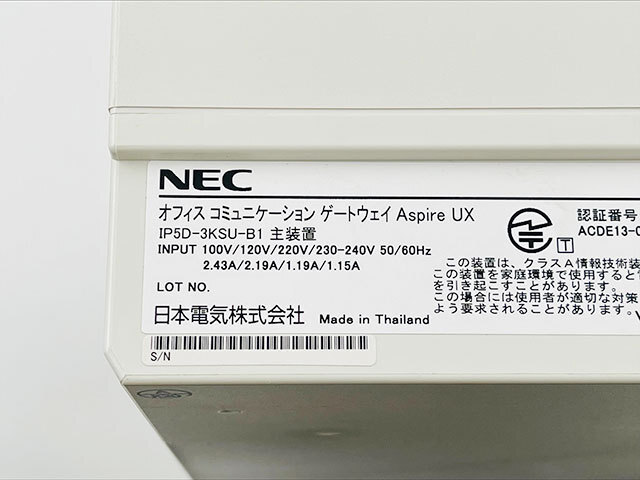 NEC
オフィス コミュニケーション ゲートウェイ Aspire UX
IP5D-3KSU-B1 主装置
INPUT 100V/120V/220V/230-240V 50/60Hz
2.43A/2.19A/1.19A/1.15A
LOT NO.
日本電気株式会社 Made in Thailand
S/N
認証番号
T
ACDE13-0
この装置は、クラスA情報技術装
この装置を家庭環境で使用すると
を引き起こすことがあります。
この場合には使用者が適切な対策
よう要求されることがあります。
V